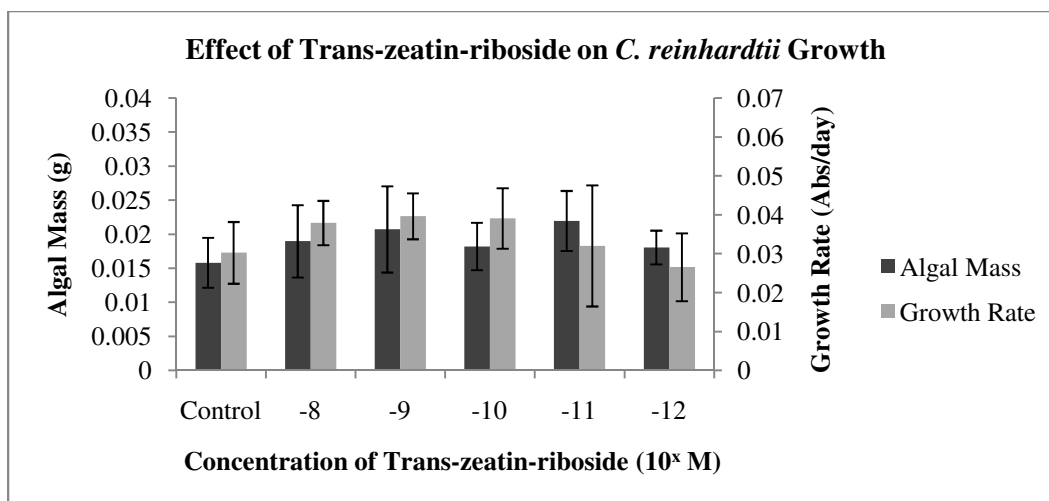 Effect of Trans-zeatin-riboside on C. reinhardtii Growth
Algal Mass (g)
0.04
0.035
0.03
0.025
0.02
0.015
0.01
0.005
0
0.07
0.06
0.05
0.04
0.03
0.02
0.01
0
Growth Rate (Abs/day)
Algal Mass
Growth Rate
Control -8 -9 -10 -11 -12
Concentration of Trans-zeatin-riboside (10ˣ M)